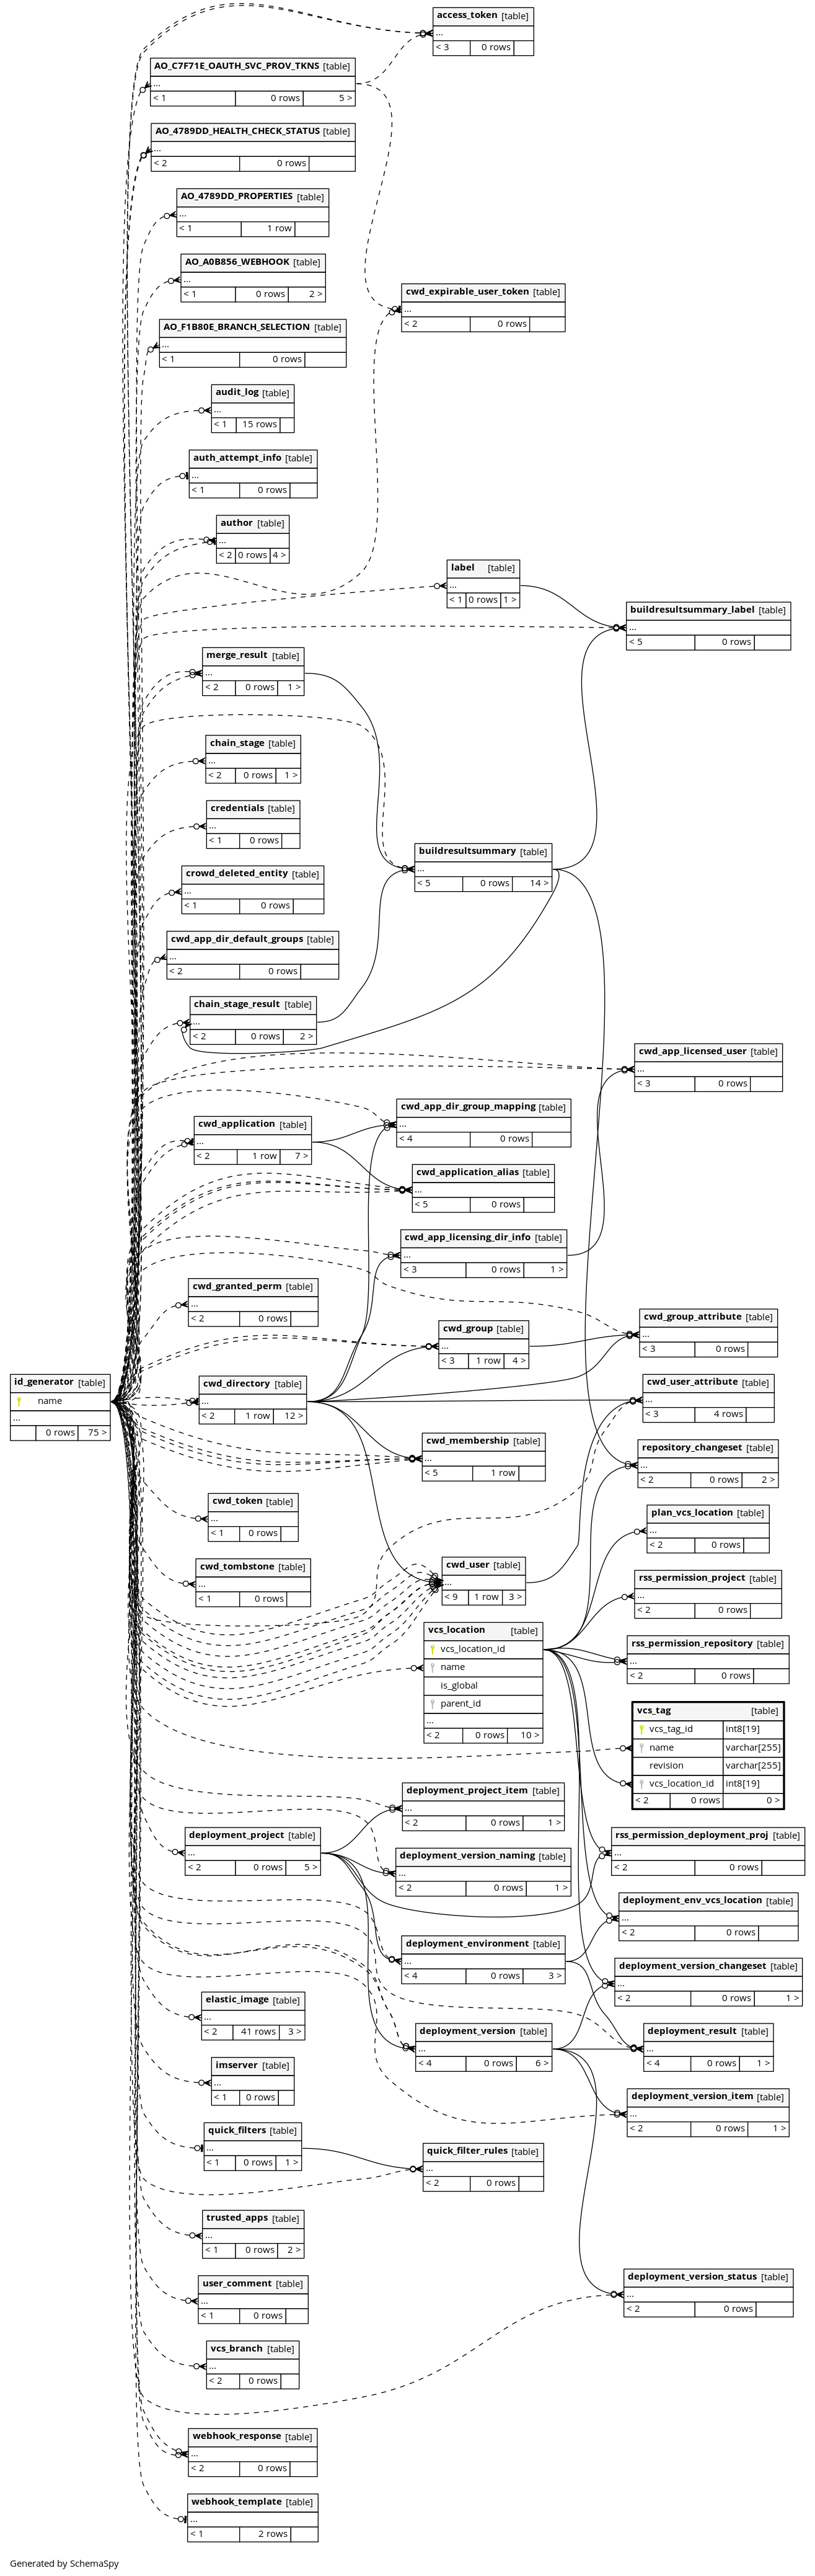 access_token [table]
...
< 3 0 rows
AO_C7F71E_OAUTH_SVC_PROV_TKNS [table]
...
< 1 0 rows 5 >
AO_4789DD_HEALTH_CHECK_STATUS [table]
...
< 2 0 rows
AO_4789DD_PROPERTIES [table]
...
< 1 1 row
AO_A0B856_WEBHOOK [table]
...
< 1 0 rows 2 >
cwd_expirable_user_token [table]
...
< 2 0 rows
AO_F1B80E_BRANCH_SELECTION [table]
...
< 1 0 rows
audit_log [table]
...
< 1 15 rows
auth_attempt_info [table]
...
< 1 0 rows
author [table]
...
< 2 0 rows 4 >
label [table]
...
< 1 0 rows 1 >
buildresultsummary_label [table]
...
< 5 0 rows
merge_result [table]
...
< 2 0 rows 1 >
chain_stage [table]
...
< 2 0 rows 1 >
credentials [table]
...
< 1 0 rows
buildresultsummary [table]
...
< 5 0 rows 14 >
crowd_deleted_entity [table]
...
< 1 0 rows
cwd_app_dir_default_groups [table]
...
< 2 0 rows
chain_stage_result [table]
...
< 2 0 rows 2 >
cwd_app_licensed_user [table]
...
< 3 0 rows
cwd_app_dir_group_mapping [table]
...
< 4 0 rows
cwd_application [table]
...
< 2 1 row 7 >
cwd_application_alias [table]
...
< 5 0 rows
cwd_app_licensing_dir_info [table]
...
< 3 0 rows 1 >
cwd_granted_perm [table]
...
< 2 0 rows
cwd_group_attribute [table]
...
< 3 0 rows
cwd_group [table]
...
< 3 1 row 4 >
id_generator [table]
name
...
0 rows 75 >
cwd_directory [table]
...
< 2 1 row 12 >
cwd_user_attribute [table]
...
< 3 4 rows
cwd_membership [table]
...
< 5 1 row
repository_changeset [table]
...
< 2 0 rows 2 >
cwd_token [table]
...
< 1 0 rows
plan_vcs_location [table]
...
< 2 0 rows
cwd_tombstone [table]
...
< 1 0 rows
cwd_user [table]
...
< 9 1 row 3 >
rss_permission_project [table]
...
< 2 0 rows
vcs_location [table]
vcs_location_id
name
is_global
parent_id
...
< 2 0 rows 10 >
rss_permission_repository [table]
...
< 2 0 rows
vcs_tag [table]
vcs_tag_id int8[19]
name varchar[255]
revision varchar[255]
vcs_location_id int8[19]
< 2 0 rows 0 >
deployment_project_item [table]
...
< 2 0 rows 1 >
deployment_project [table]
...
< 2 0 rows 5 >
rss_permission_deployment_proj [table]
...
< 2 0 rows
deployment_version_naming [table]
...
< 2 0 rows 1 >
deployment_env_vcs_location [table]
...
< 2 0 rows
deployment_environment [table]
...
< 4 0 rows 3 >
deployment_version_changeset [table]
...
< 2 0 rows 1 >
elastic_image [table]
...
< 2 41 rows 3 >
deployment_version [table]
...
< 4 0 rows 6 >
deployment_result [table]
...
< 4 0 rows 1 >
imserver [table]
...
< 1 0 rows
deployment_version_item [table]
...
< 2 0 rows 1 >
quick_filters [table]
...
< 1 0 rows 1 >
quick_filter_rules [table]
...
< 2 0 rows
trusted_apps [table]
...
< 1 0 rows 2 >
deployment_version_status [table]
...
< 2 0 rows
user_comment [table]
...
< 1 0 rows
vcs_branch [table]
...
< 2 0 rows
webhook_response [table]
...
< 2 0 rows
webhook_template [table]
...
< 1 2 rows
Generated by SchemaSpy